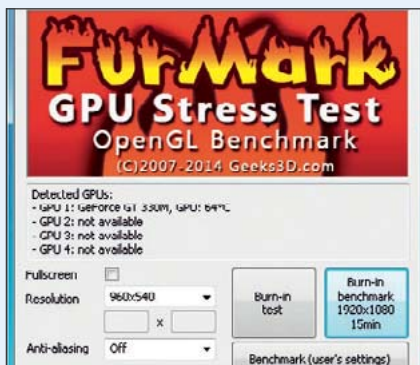 FurMark
GPU Stress Test
OpenGL Benchmark
(C)2007-2014 Geeks3D.com
Detected GPUs:
- GPU 1: GeForce GT 330M, GPU: 64°C
- GPU 2: not available
- GPU 3: not available
- GPU 4: not available
Fullscreen
Resolution
960x540
x
Anti-aliasing
Off
Burn-in
test
Burn-in
benchmark
1920x1080
15min
Benchmark (user's settings)